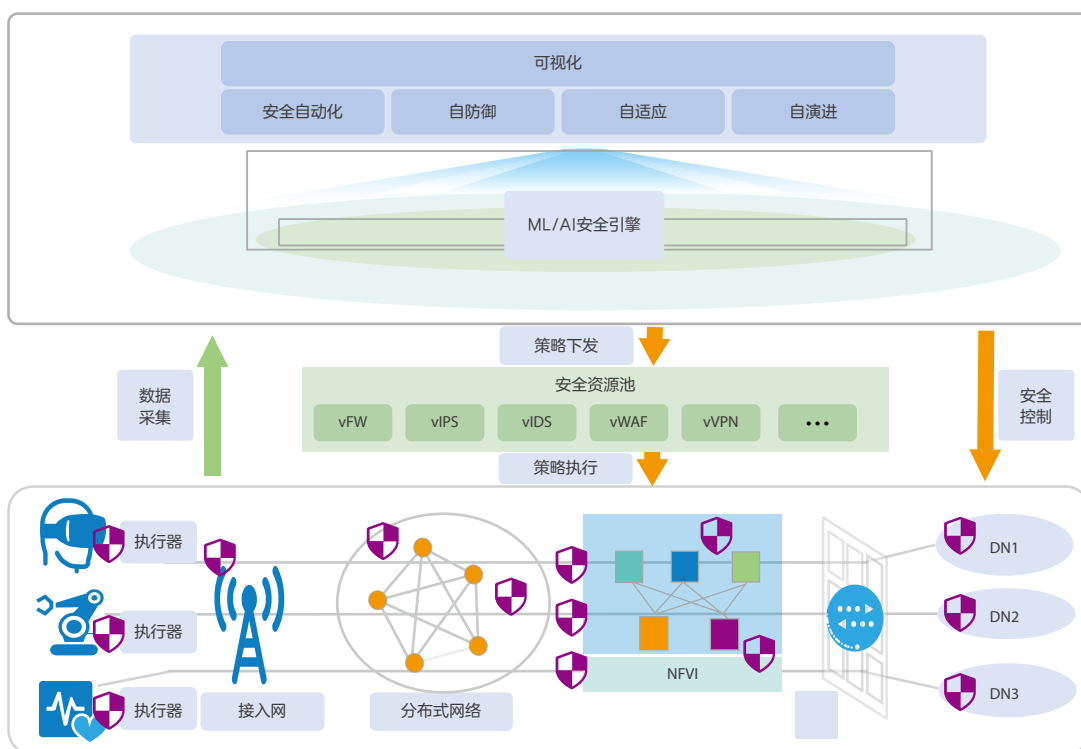 可视化
安全自动化
自防御
自适应
自演进
ML/AI安全引擎
策略下发
数据
采集
安全资源池
vFW
vIPS
vIDS
vWAF
vVPN
•••
安全
控制
策略执行
执行器
执行器
执行器
接入网
分布式网络
NFVI
DN1
DN2
DN3